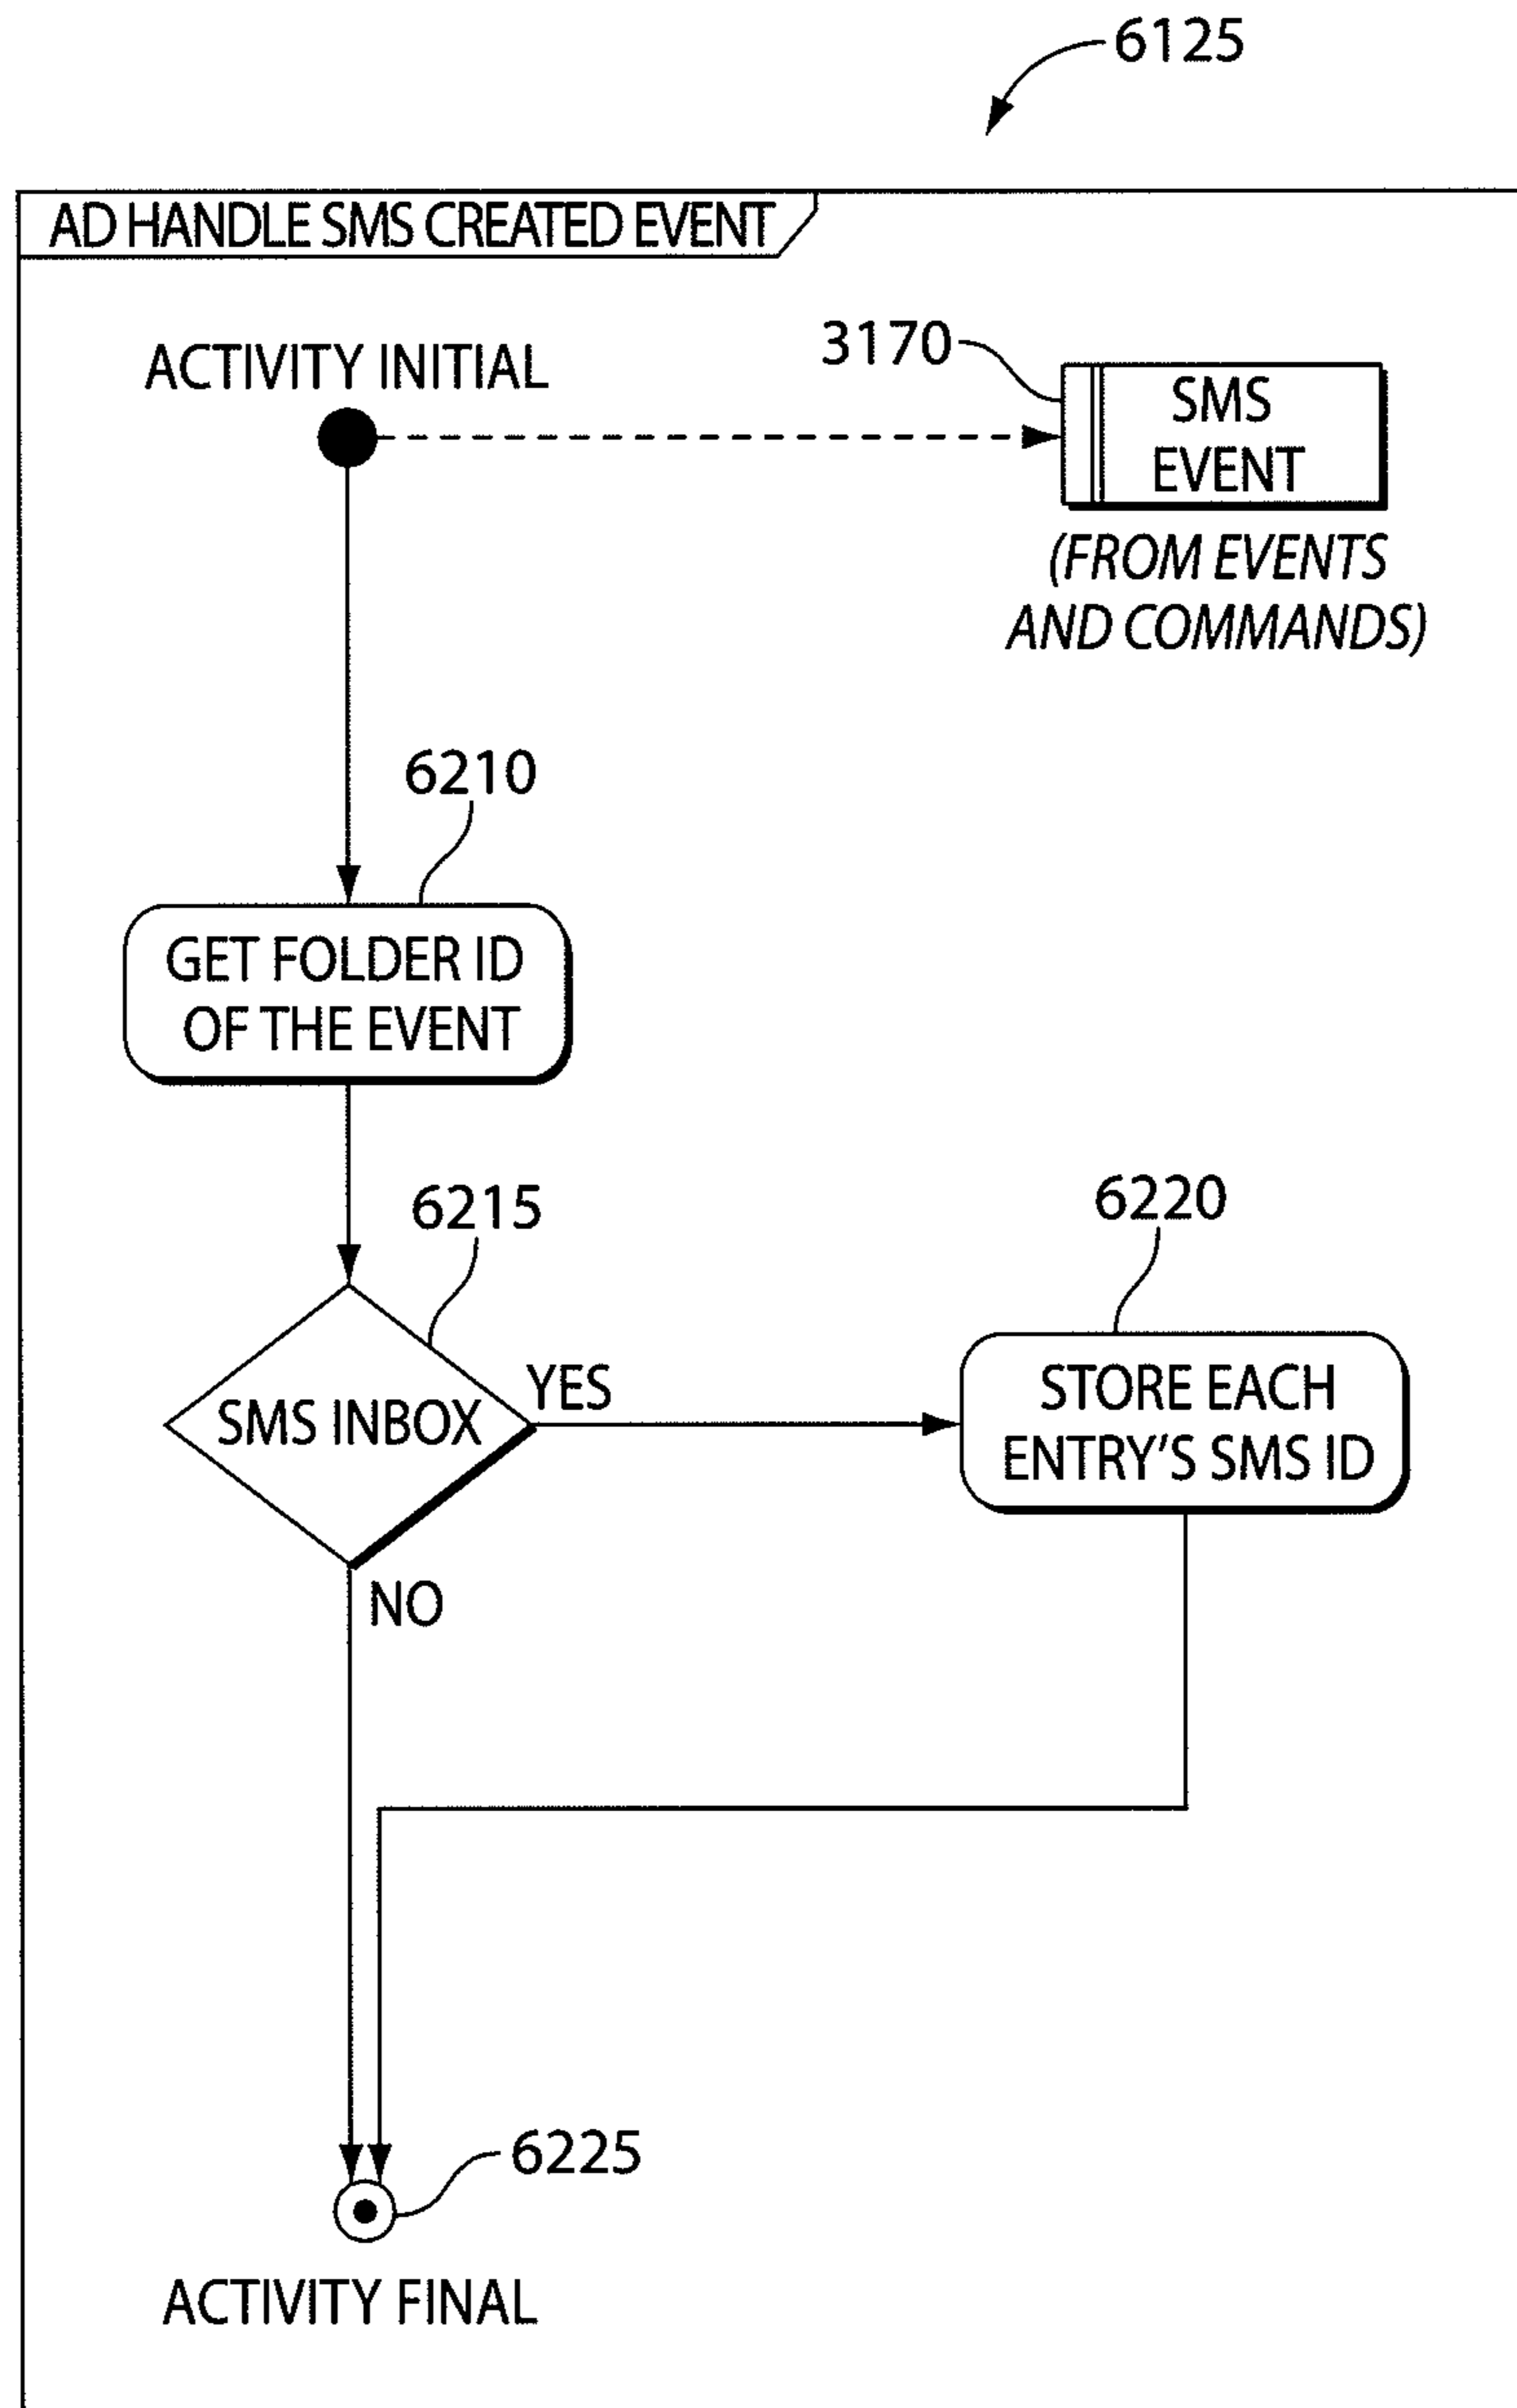 6125
AD HANDLE SMS CREATED EVENT
ACTIVITY INITIAL
3170
SMS
EVENT
(FROM EVENTS
AND COMMANDS)
6210
GET FOLDER ID
OF THE EVENT
6215
SMS INBOX
YES
NO
6220
STORE EACH
ENTRY'S SMS ID
6225
ACTIVITY FINAL